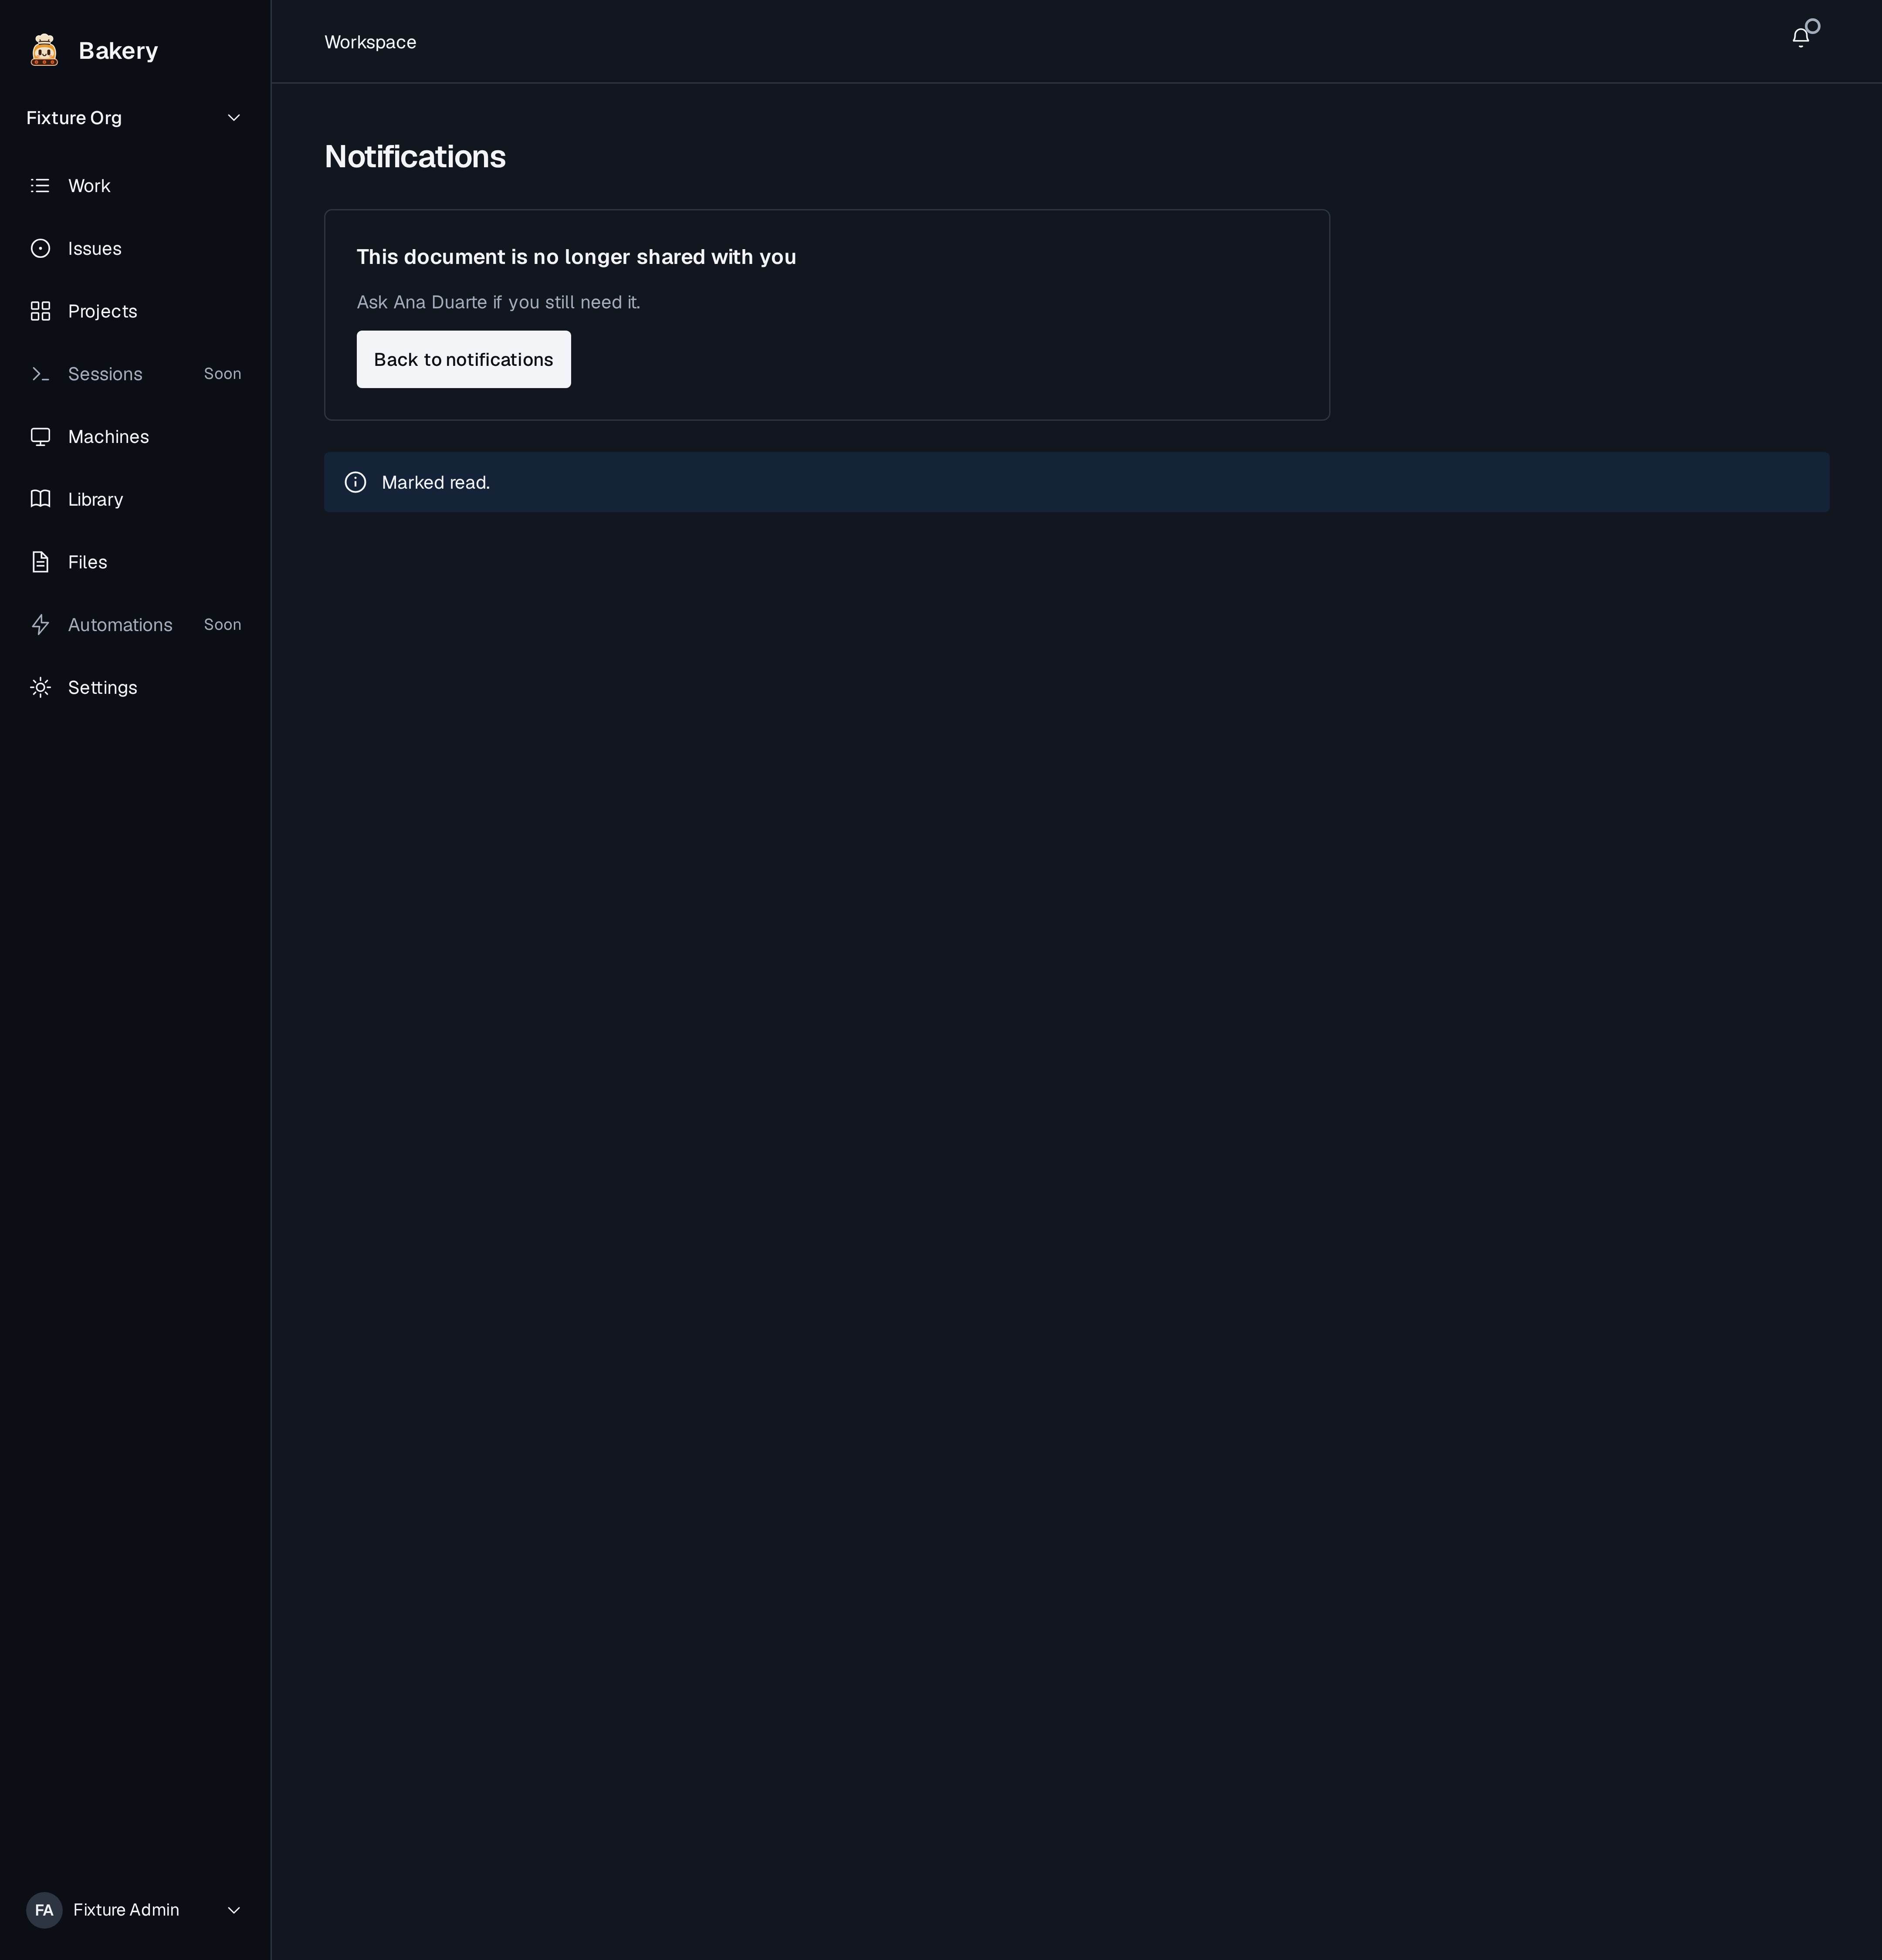 Bakery
Fixture Org
Work
Issues
Projects
Sessions Soon
Machines
Library
Files
Automations Soon
Settings
FA Fixture Admin
Workspace
Notifications
This document is no longer shared with you
Ask Ana Duarte if you still need it.
Back to notifications
Marked read.